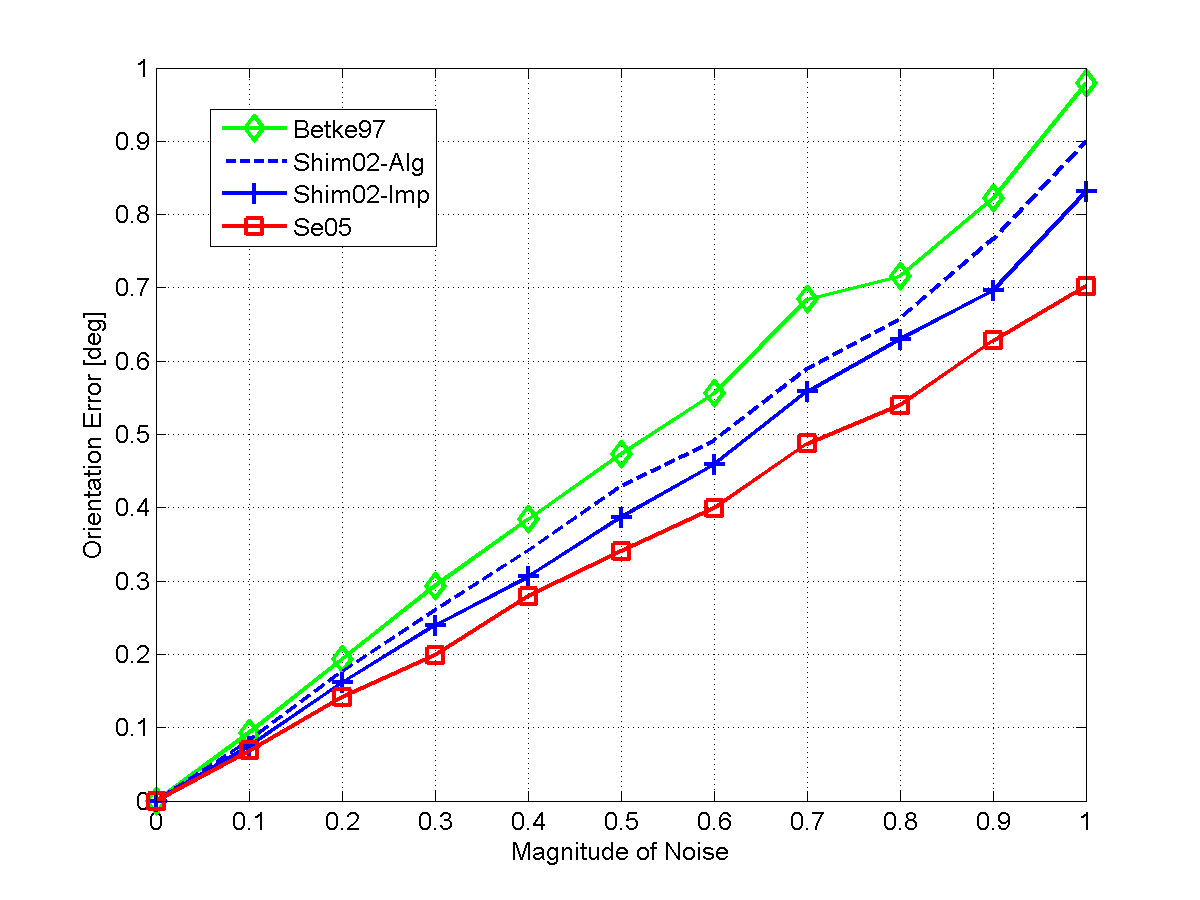 1
0.9
0.8
0.7
0.6
0.5
0.4
0.3
0.2
0.1
0
Orientation Error [deg]
Betke97
Shim02-Alg
Shim02-Imp
Se05
0 0.1 0.2 0.3 0.4 0.5 0.6 0.7 0.8 0.9 1
Magnitude of Noise